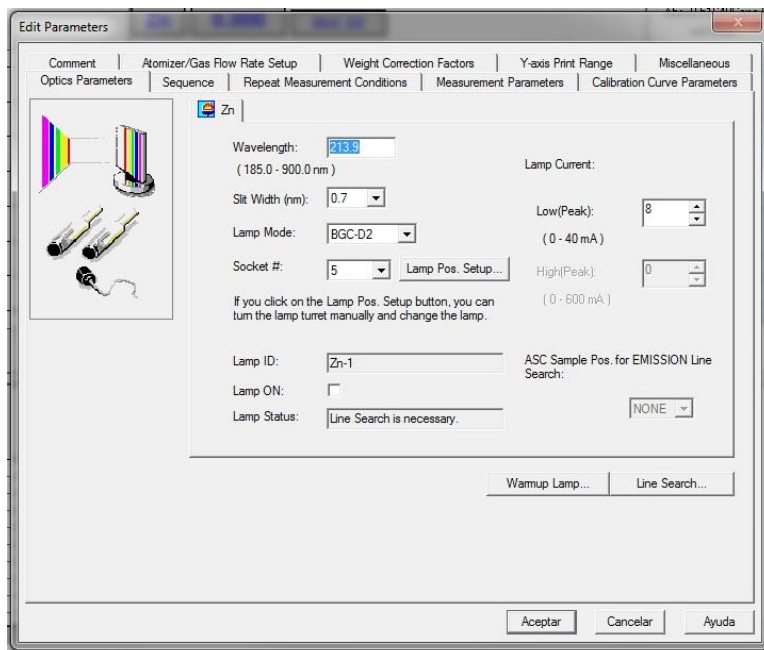 Zn 0.000
Edit Parameters
Comment Atomizer/Gas Flow Rate Setup Weight Correction Factors Y-axis Print Range Miscellaneous
Optics Parameters Sequence Repeat Measurement Conditions Measurement Parameters Calibration Curve Parameters
Zn
Wavelength: 213.9
( 185.0 - 900.0 nm )
Lamp Current:
Slit Width (nm): 0.7
Low(Peak): 8
Lamp Mode: BGC-D2
( 0 - 40 mA )
Socket #: 5 Lamp Pos. Setup...
High(Peak): 0
( 0 - 600 mA )
If you click on the Lamp Pos. Setup button, you can
turn the lamp turret manually and change the lamp.
Lamp ID: Zn-1
ASC Sample Pos. for EMISSION Line
Search:
Lamp ON:
NONE
Lamp Status: Line Search is necessary.
Warmup Lamp... Line Search...
Aceptar Cancelar Ayuda